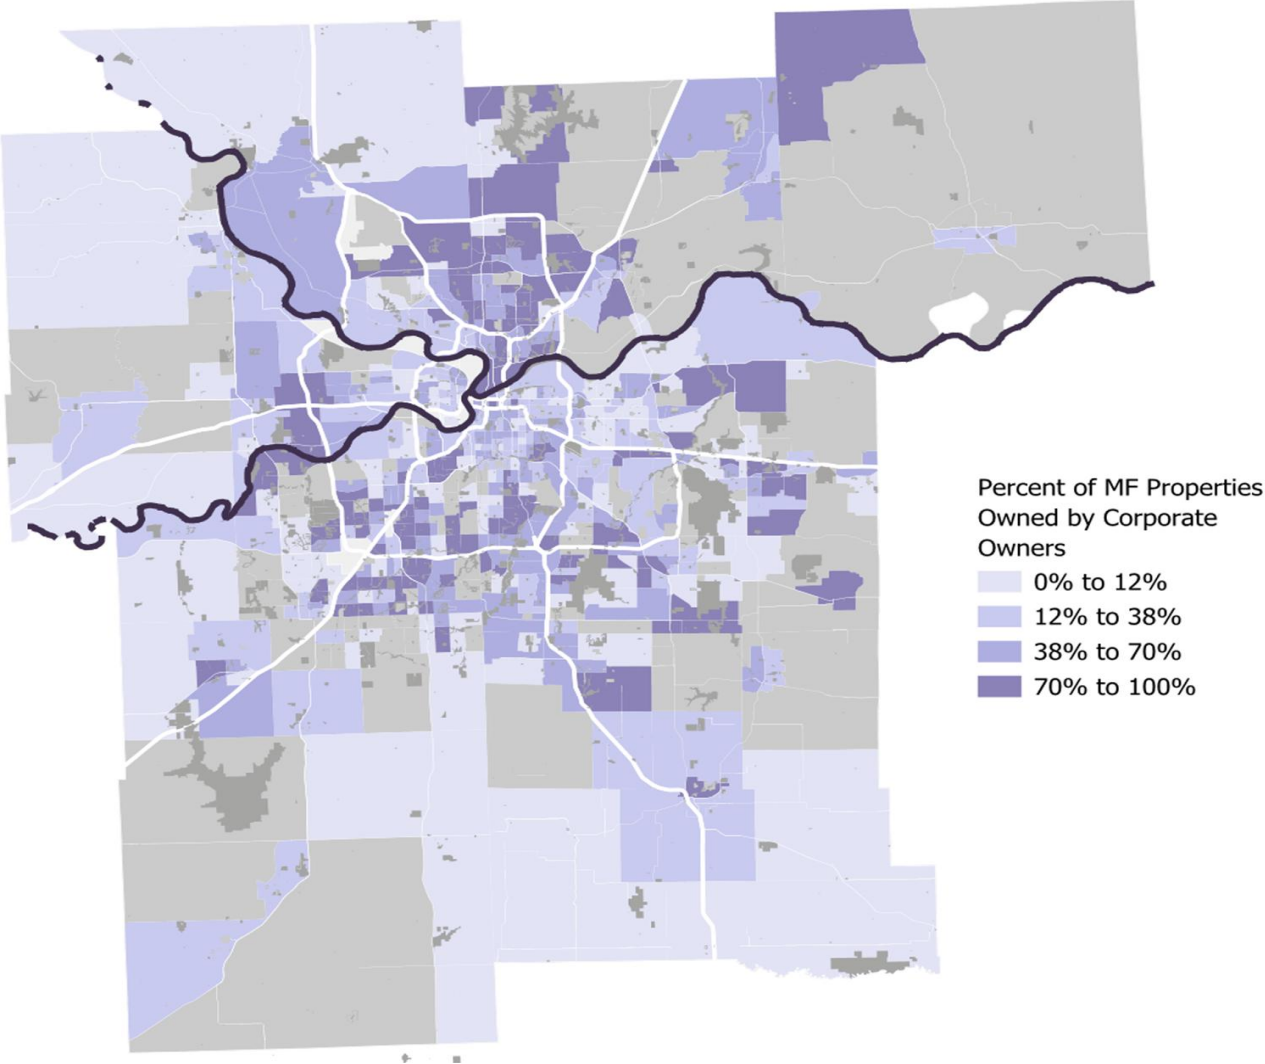 Percent of MF Properties
Owned by Corporate
Owners
0% to 12%
12% to 38%
38% to 70%
70% to 100%